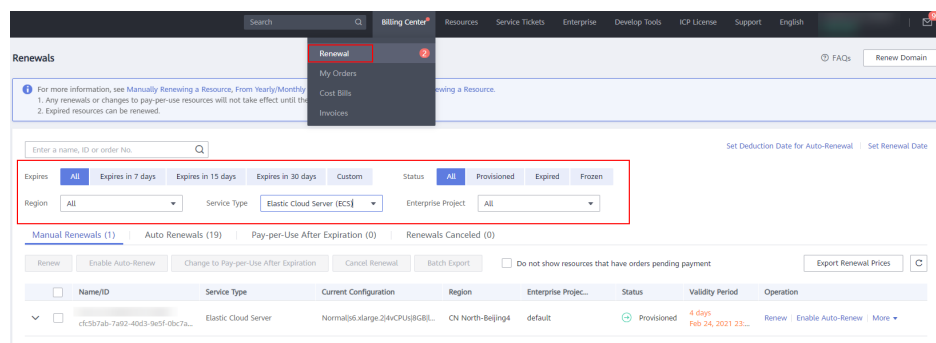 Search Billing Center Resources Service Tickets Enterprise Develop Tools ICP License Support English
Renewals
Renewal 2
My Orders
Cost Bills
Invoices
FAQs Renew Domain
For more information, see Manually Renewing a Resource, From Yearly/Monthly ewing a Resource.
1. Any renewals or changes to pay-per-use resources will not take effect until the
2. Expired resources can be renewed.
Enter a name, ID or order No. Set Deduction Date for Auto-Renewal Set Renewal Date
Expires All Expires in 7 days Expires in 15 days Expires in 30 days Custom Status All Provisioned Expired Frozen
Region All Service Type Elastic Cloud Server (ECS) Enterprise Project All
Manual Renewals (1) Auto Renewals (19) Pay-per-Use After Expiration (0) Renewals Canceled (0)
Renew Enable Auto-Renew Change to Pay-per-Use After Expiration Cancel Renewal Batch Export Do not show resources that have orders pending payment Export Renewal Prices
Name/ID Service Type Current Configuration Region Enterprise Projec... Status Validity Period Operation
cfc5b7ab-7a92-40d3-9e5f-0bc7a... Elastic Cloud Server Normal|s6.xlarge.2|4vCPUs|8GB|L... CN North-Beijing4 default Provisioned 4 days Renew Enable Auto-Renew More
Feb 24, 2021 23:...